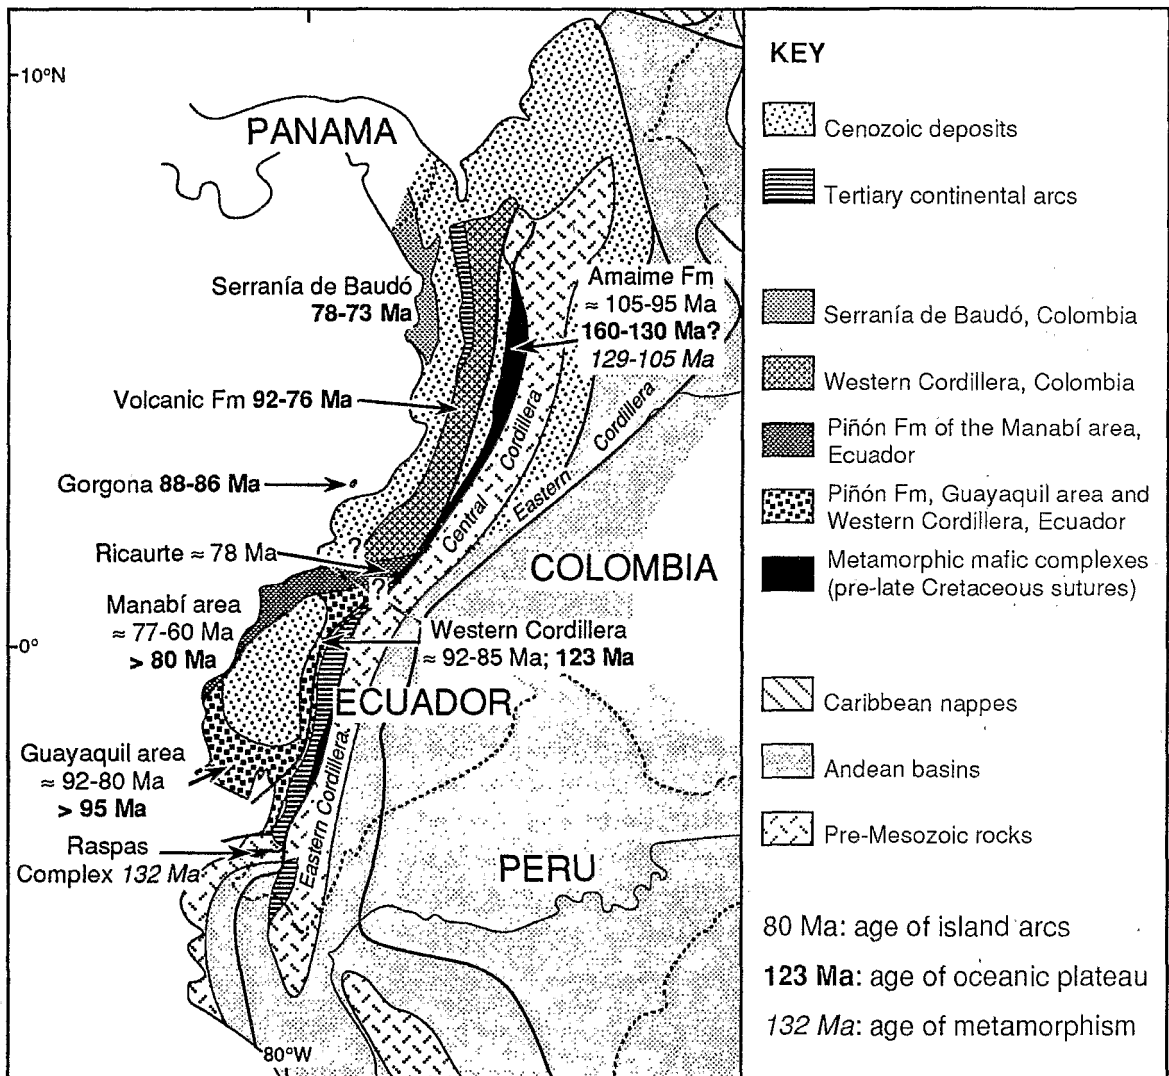 10°N
PANAMA
Serranía de Baudó
78-73 Ma
Amaime Fm
≈ 105-95 Ma
160-130 Ma?
129-105 Ma
Volcanic Fm 92-76 Ma
Gorgona 88-86 Ma
Central Cordillera
Eastern Cordillera
?
Ricaurte ≈ 78 Ma
?
COLOMBIA
Manabí area
≈ 77-60 Ma
> 80 Ma
0°
Western Cordillera
≈ 92-85 Ma; 123 Ma
ECUADOR
Guayaquil area
≈ 92-80 Ma
> 95 Ma
Eastern Cordillera
Raspas
Complex 132 Ma
PERU
80°W
KEY
Cenozoic deposits
Tertiary continental arcs
Serranía de Baudó, Colombia
Western Cordillera, Colombia
Piñón Fm of the Manabí area,
Ecuador
Piñón Fm, Guayaquil area and
Western Cordillera, Ecuador
Metamorphic mafic complexes
(pre-late Cretaceous sutures)
Caribbean nappes
Andean basins
Pre-Mesozoic rocks
80 Ma: age of island arcs
123 Ma: age of oceanic plateau
132 Ma: age of metamorphism